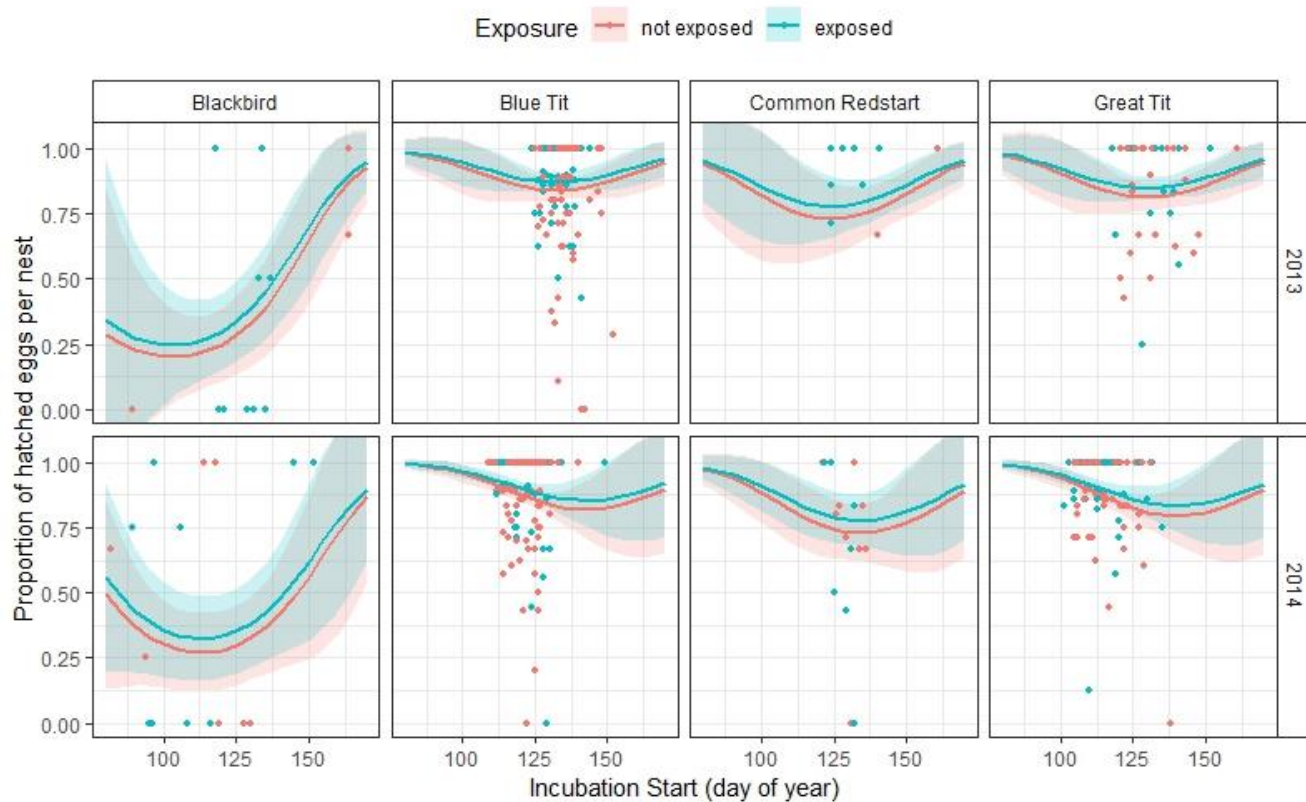 Exposure not exposed exposed
Blackbird Blue Tit Common Redstart Great Tit
Proportion of hatched eggs per nest
1.00
0.75
0.50
0.25
0.00
2013
1.00
0.75
0.50
0.25
0.00
2014
100 125 150 100 125 150 100 125 150 100 125 150
Incubation Start (day of year)